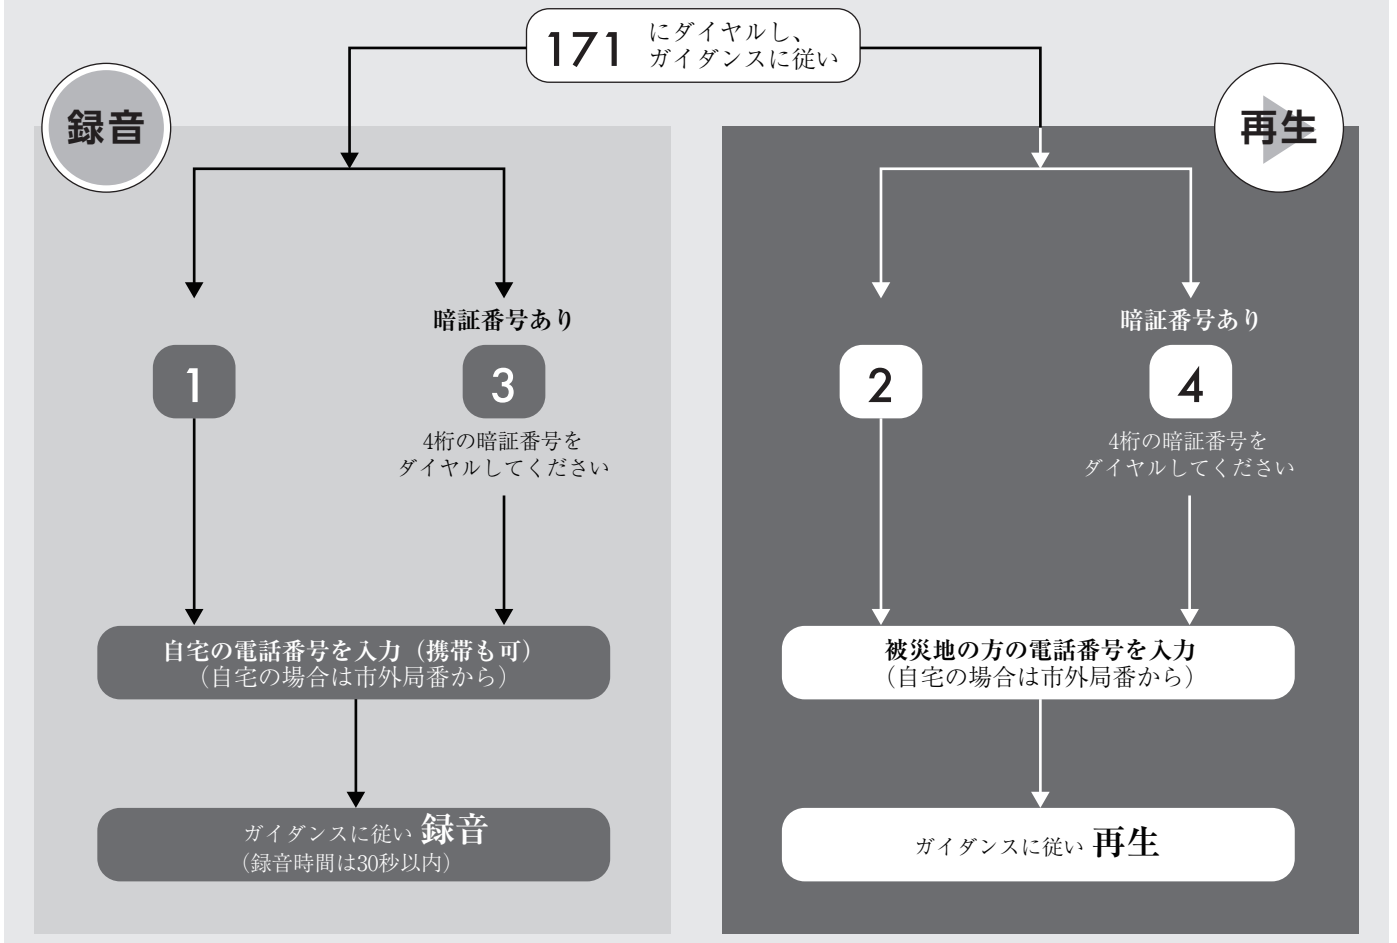 171
にダイヤルし、
ガイダンスに従い
録音
暗証番号あり
1
3
4桁の暗証番号を
ダイヤルしてください
自宅の電話番号を入力（携帯も可）
（自宅の場合は市外局番から）
ガイダンスに従い 録音
（録音時間は30秒以内）
再生
暗証番号あり
2
4
4桁の暗証番号を
ダイヤルしてください
被災地の方の電話番号を入力
（自宅の場合は市外局番から）
ガイダンスに従い 再生